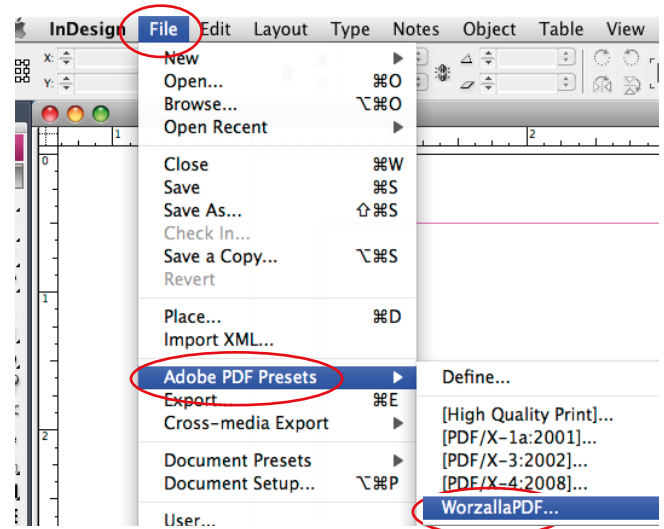 InDesign File Edit Layout Type Notes Object Table View
X:
Y:
1 2
0
New
Open... ⌘O
Browse... ⌥⌘O
Open Recent
Close ⌘W
Save ⌘S
Save As... ⇧⌘S
Check In...
Save a Copy... ⌥⌘S
Revert
1
Place... ⌘D
Import XML...
Adobe PDF Presets
Define...
Export... ⌘E
[High Quality Print]...
Cross-media Export
[PDF/X-1a:2001]...
2
[PDF/X-3:2002]...
Document Presets
[PDF/X-4:2008]...
Document Setup... ⌥⌘P
WorzallaPDF...
User...